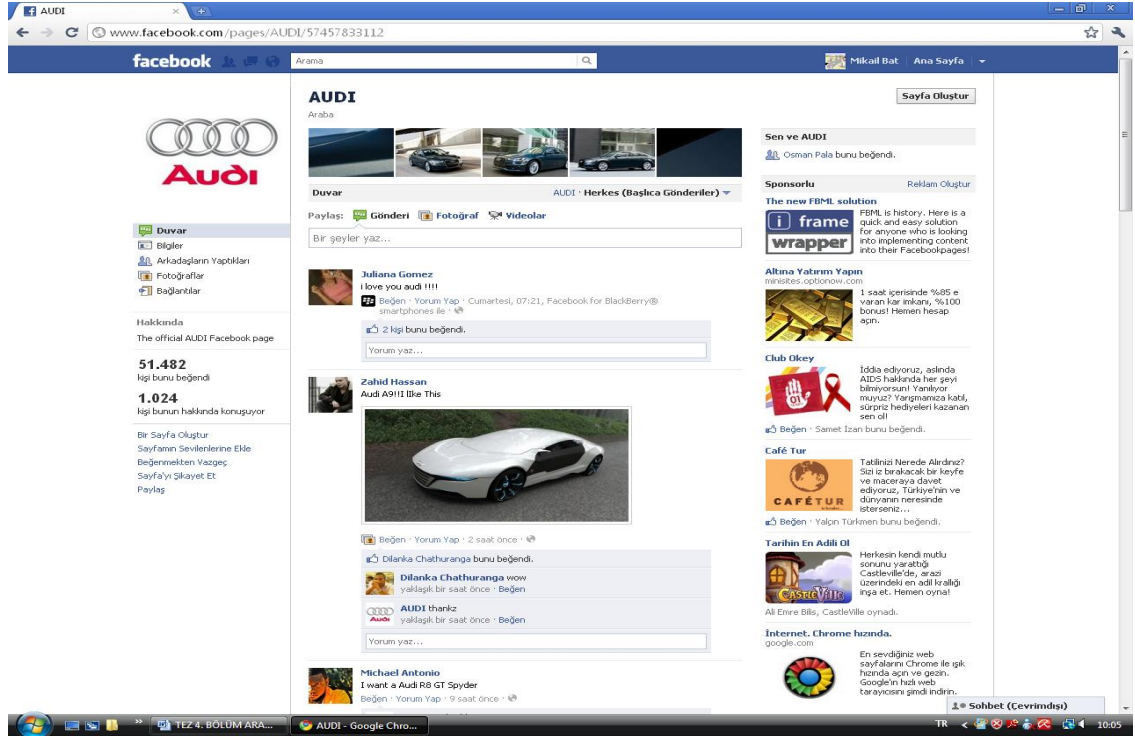 AUDI
www.facebook.com/pages/AUDI/57457833112
facebook
Arama
Mikail Bat
Ana Sayfa
Audi
Duvar
Bilgiler
Arkadaşların Yaptıkları
Fotoğraflar
Bağlantılar
Hakkında
The official AUDI Facebook page
51.482
kişi bunu beğendi
1.024
kişi bunun hakkında konuşuyor
Bir Sayfa Oluştur
Sayfamın Sevilenlerine Ekle
Beğenmekten Vazgeç
Sayfa'yı Şikayet Et
Paylaş
AUDI
Araba
Sayfa Oluştur
Duvar
AUDI · Herkes (Başlıca Gönderiler)
Paylaş: Gönderi Fotoğraf Videolar
Bir şeyler yaz...
Juliana Gomez
i love you audi !!!!
Beğen · Yorum Yap · Cumartesi, 07:21, Facebook for BlackBerry®
smartphones ile ·
2 kişi bunu beğendi.
Yorum yaz...
Zahid Hassan
Audi A9!!I lIke This
Beğen · Yorum Yap · 2 saat önce ·
Dilanka Chathuranga bunu beğendi.
Dilanka Chathuranga wow
yaklaşık bir saat önce · Beğen
AUDI thankz
Audi
yaklaşık bir saat önce · Beğen
Yorum yaz...
Michael Antonio
I want a Audi R8 GT Spyder
Beğen · Yorum Yap · 9 saat önce ·
Sen ve AUDI
Osman Pala bunu beğendi.
Sponsorlu
Reklam Oluştur
The new FBML solution
i frame
wrapper
FBML is history. Here is a
quick and easy solution
for anyone who is looking
into implementing content
into their Facebookpages!
Altına Yatırım Yapın
minisites.optionow.com
1 saat içerisinde %85 e
varan kar imkanı, %100
bonus! Hemen hesap
açın.
Club Okey
01
İddia ediyoruz, aslında
AIDS hakkında her şeyi
bilmiyorsun! Yanılıyor
muyuz? Yarışmamıza katıl,
sürpriz hediyeleri kazanan
sen ol!
Beğen · Samet İzan bunu beğendi.
Café Tur
CAFÉTUR
Tatilinizi Nerede Alırdınız?
Sizi iz bırakacak bir keyfe
ve maceraya davet
ediyoruz, Türkiye'nin ve
dünyanın neresinde
isterseniz...
Beğen · Yalçın Türkmen bunu beğendi.
Tarihin En Adili Ol
CastleVille
Herkesin kendi mutlu
sonunu yarattığı
Castleville'de, arazi
üzerindeki en adil krallığı
inşa et. Hemen oyna!
Ali Emre Bilis, CastleVille oynadı.
İnternet. Chrome hızında.
google.com
En sevdiğiniz web
sayfalarını Chrome ile ışık
hızında açın ve gezin.
Google'ın hızlı web
tarayıcısını şimdi indirin.
Sohbet (Çevrimdışı)
TEZ 4. BÖLÜM ARA...
AUDI - Google Chro...
TR
10:05